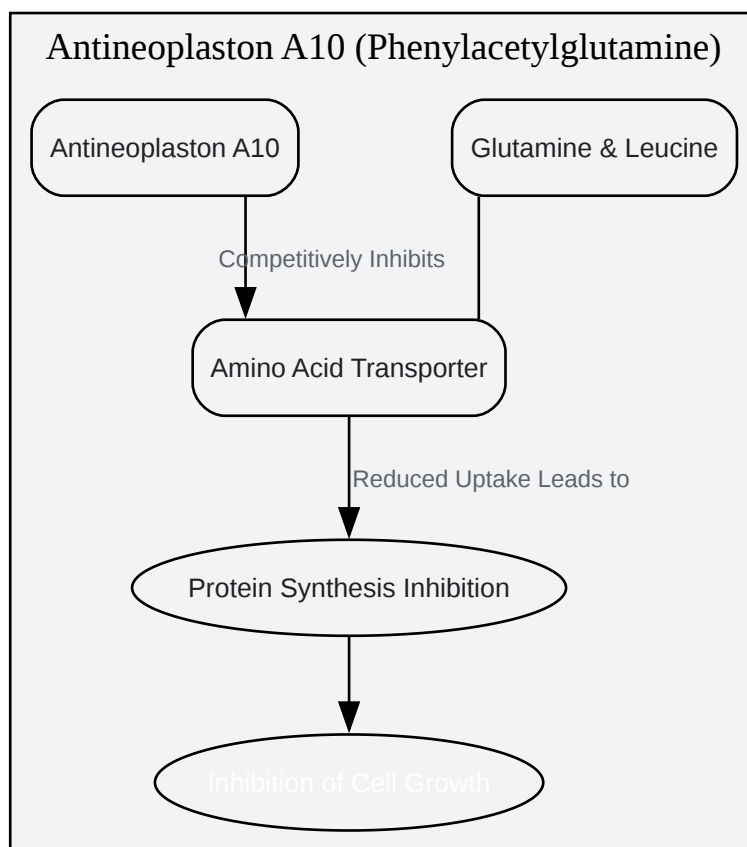 Antineoplaston A10 (Phenylacetylglutamine)
Antineoplaston A10
Glutamine & Leucine
Competitively Inhibits
Amino Acid Transporter
Reduced Uptake Leads to
Protein Synthesis Inhibition
Inhibition of Cell Growth